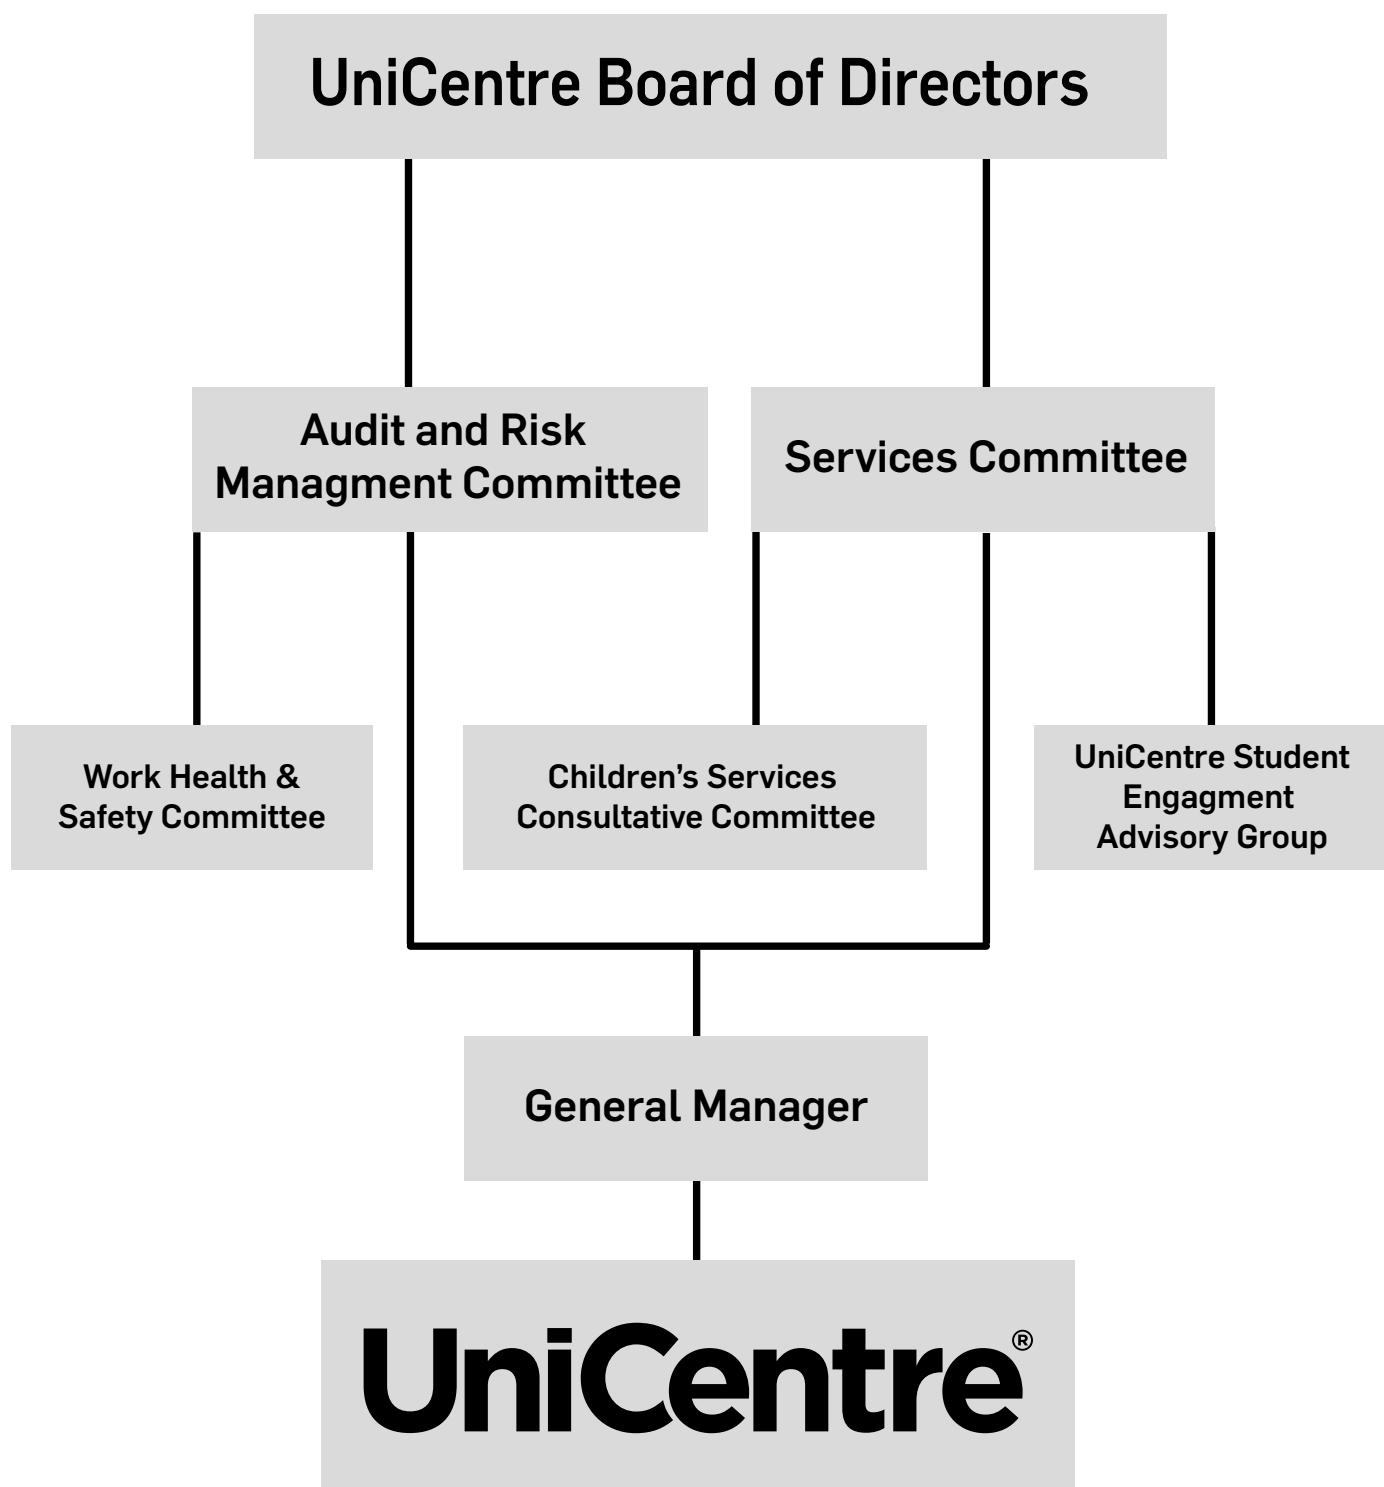 UniCentre Board of Directors
Audit and Risk
Managment Committee
Services Committee
Work Health &
Safety Committee
Children’s Services
Consultative Committee
UniCentre Student
Engagment
Advisory Group
General Manager
UniCentre®